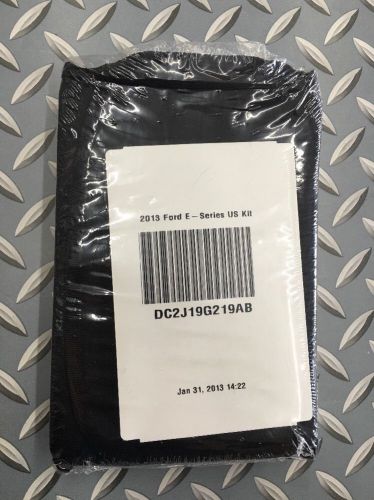 2013 Ford E-Series US Kit
DC2J19G219AB
Jan 31, 2013 14:22